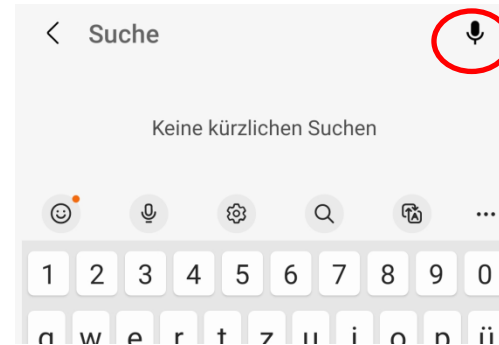 Suche
Keine kürzlichen Suchen
1 2 3 4 5 6 7 8 9 0
q w e r t z u i o p ü